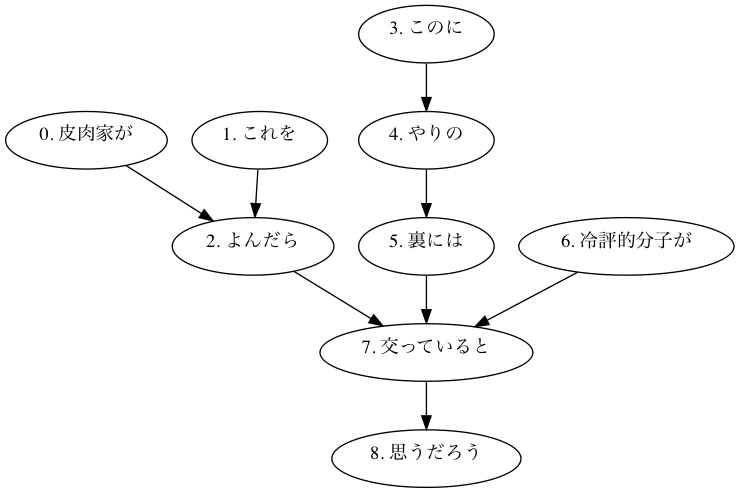 3. このに
0. 皮肉家が
1. これを
4. やりの
2. よんだら
5. 裏には
6. 冷評的分子が
7. 交っていると
8. 思うだろう